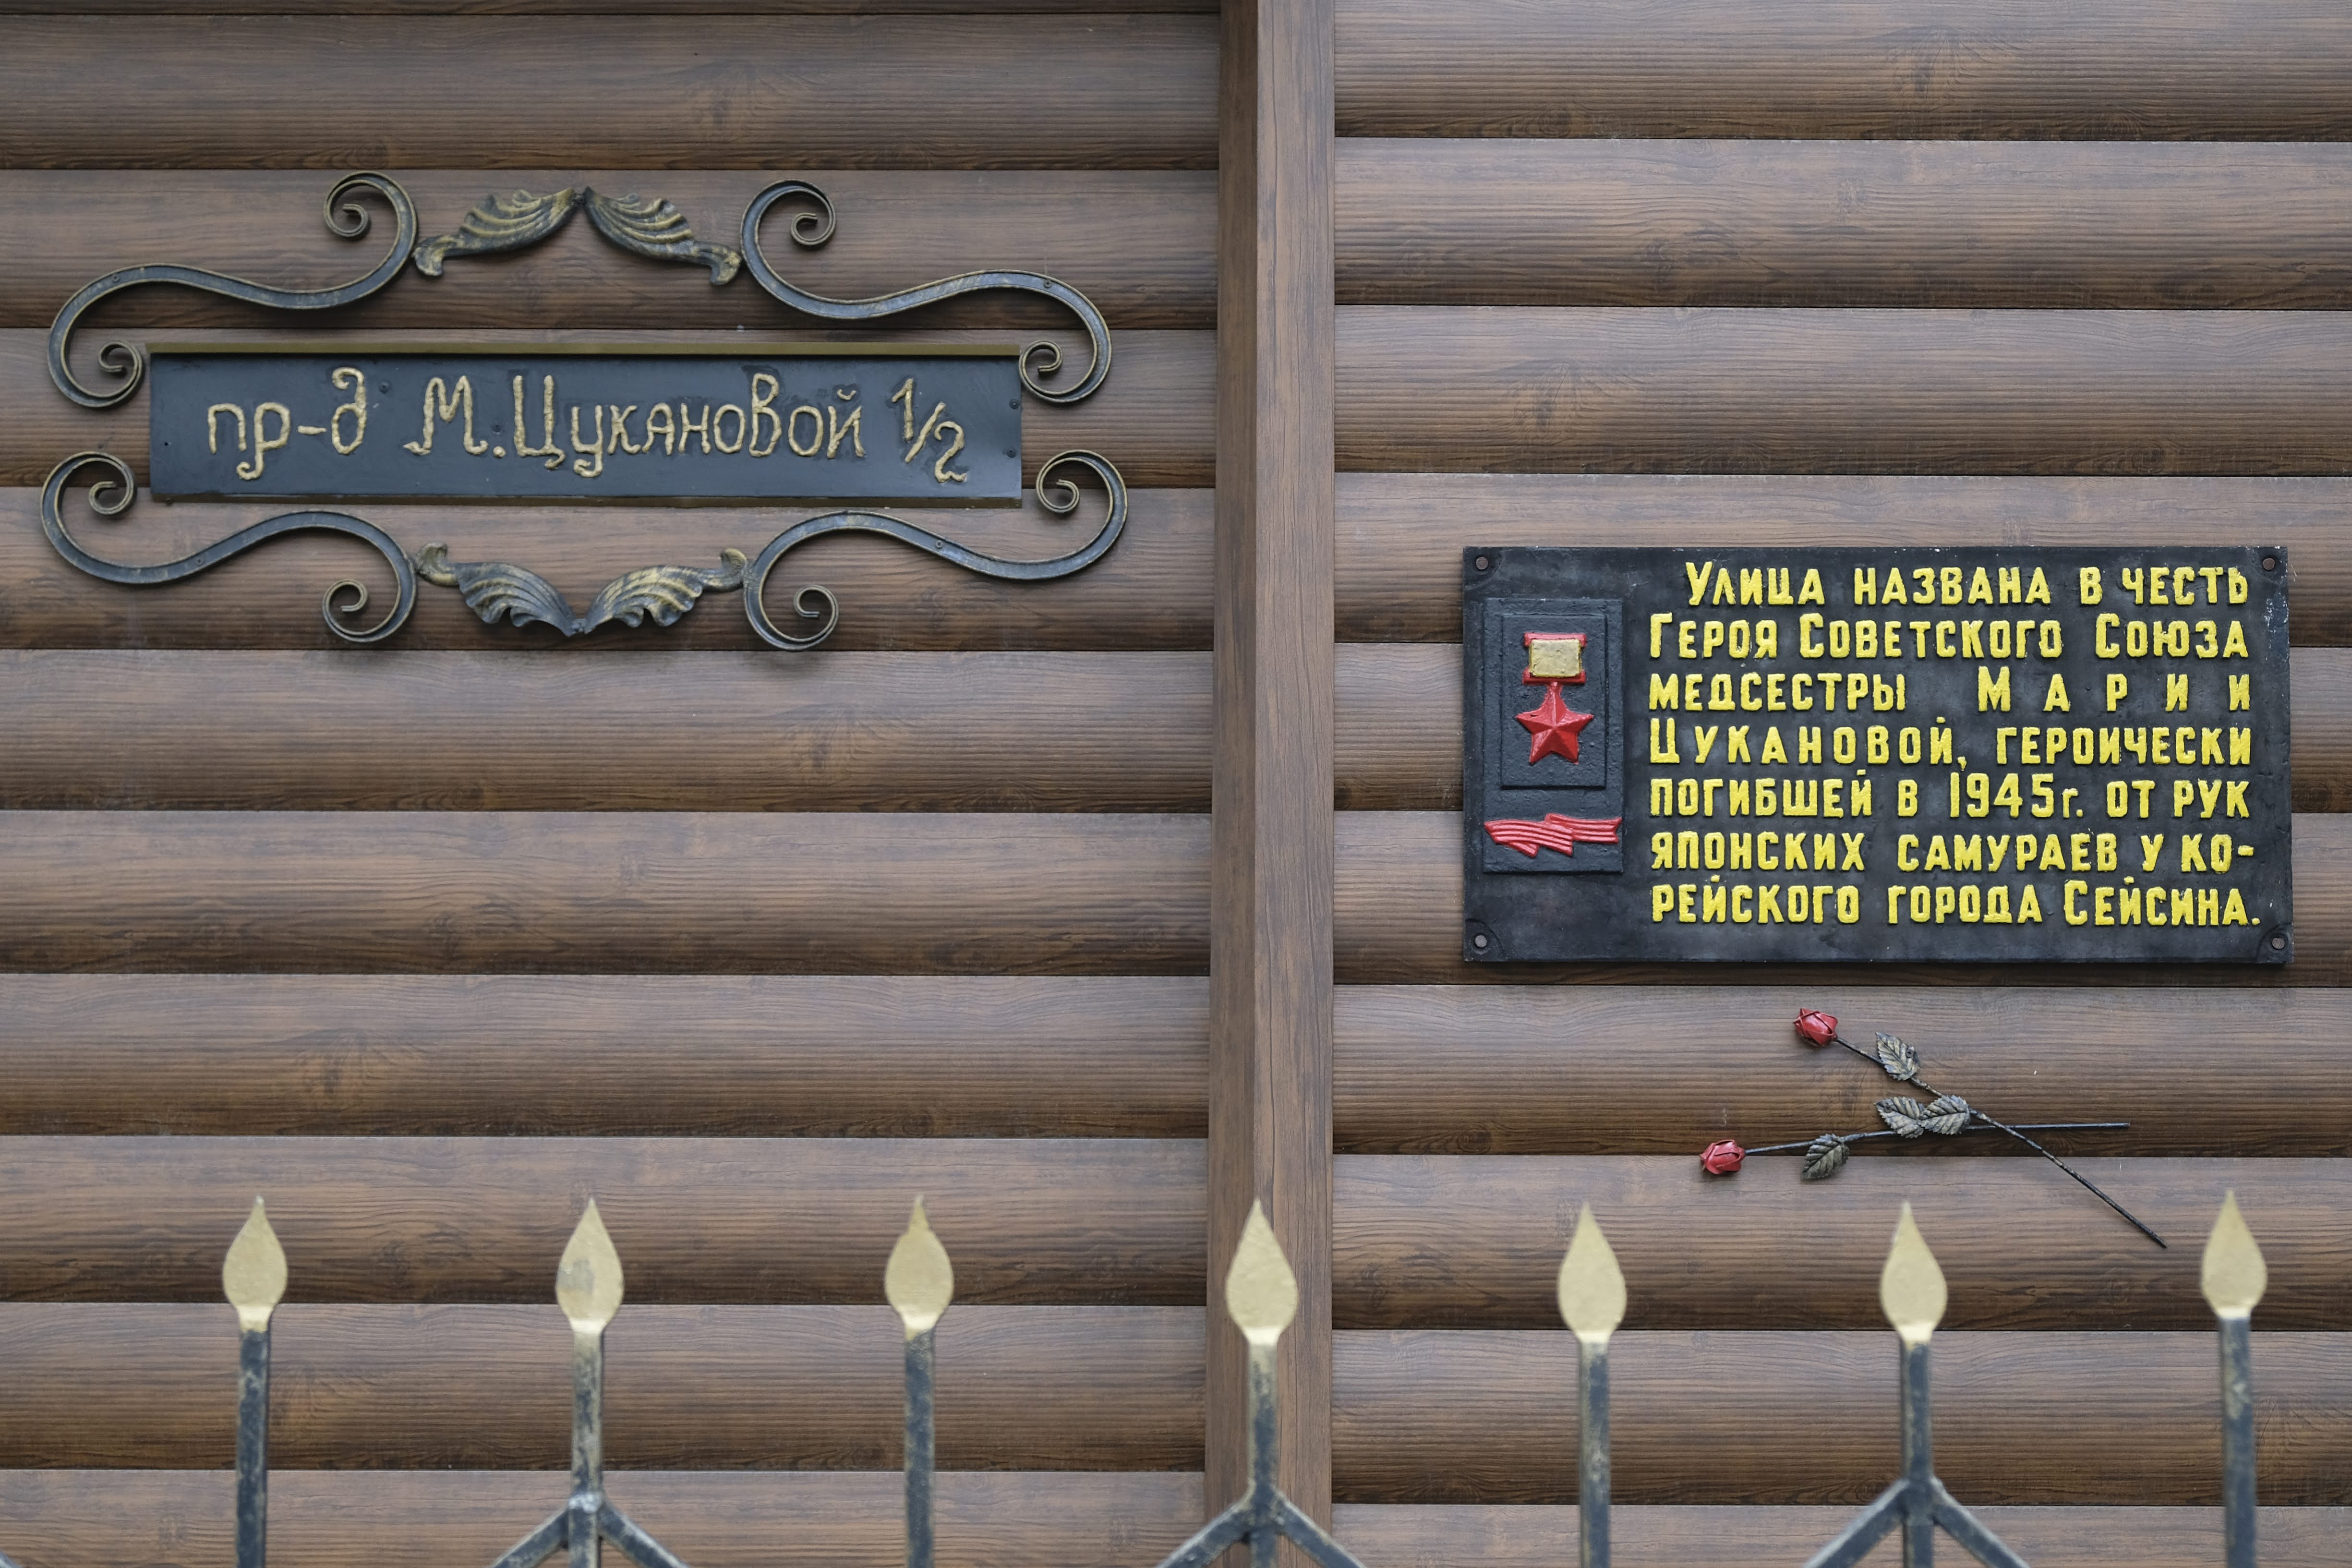 пр-д М.Цукановой 1/2
Улица названа в честь
Героя Советского Союза
медсестры Марии
Цукановой, героически
погибшей в 1945г. от рук
японских самураев у ко-
рейского города Сейсина.